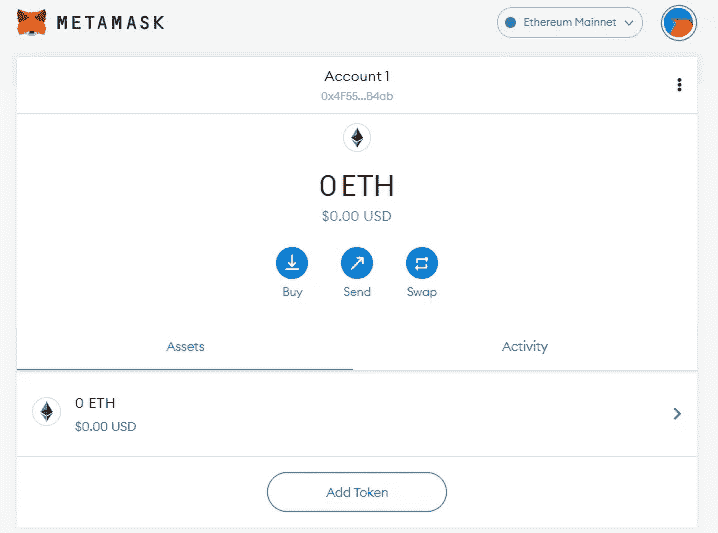 METAMASK
Ethereum Mainnet
Account 1
0x4F55...B4ab
0 ETH
$0.00 USD
Buy
Send
Swap
Assets
Activity
0 ETH
$0.00 USD
Add Token